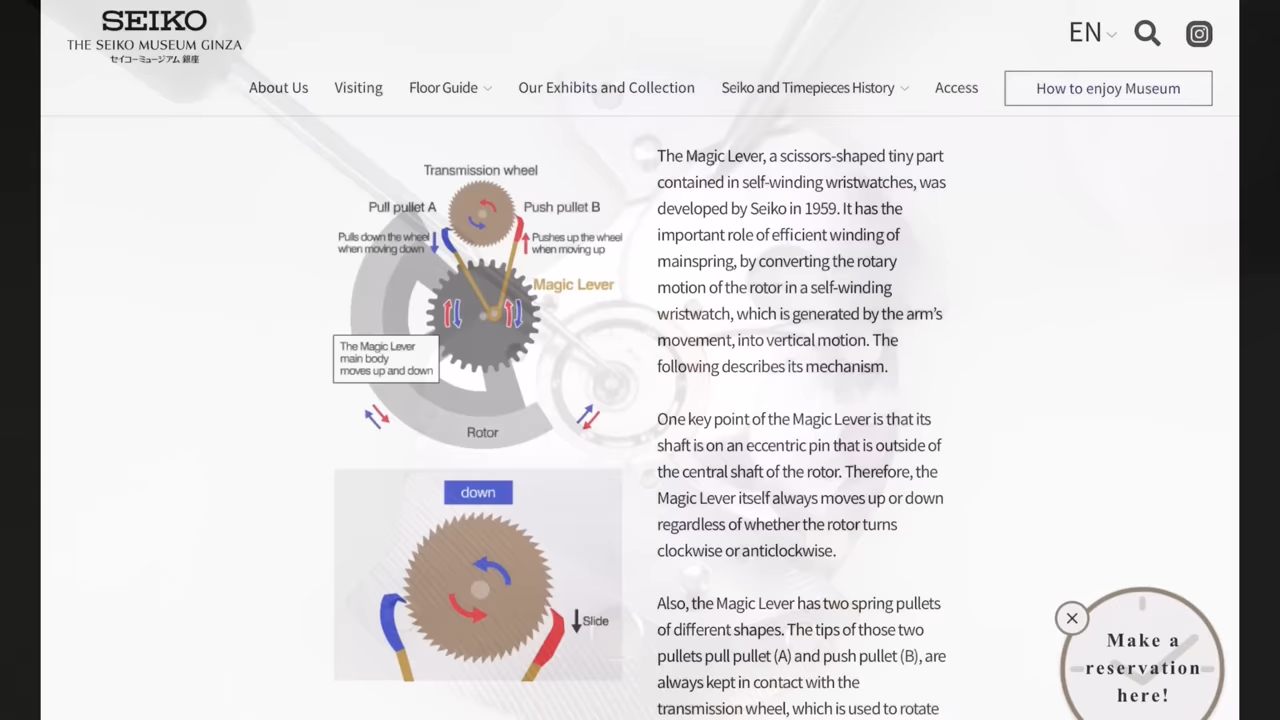 SEIKO
THE SEIKO MUSEUM GINZA
セイコーミュージアム 銀座
EN
About Us
Visiting
Floor Guide
Our Exhibits and Collection
Seiko and Timepieces History
Access
How to enjoy Museum
Transmission wheel
Pull pullet A
Push pullet B
Pulls down the wheel
when moving down
Pushes up the wheel
when moving up
Magic Lever
The Magic Lever
main body
moves up and down
Rotor
down
Slide
The Magic Lever, a scissors-shaped tiny part
contained in self-winding wristwatches, was
developed by Seiko in 1959. It has the
important role of efficient winding of
mainspring, by converting the rotary
motion of the rotor in a self-winding
wristwatch, which is generated by the arm's
movement, into vertical motion. The
following describes its mechanism.
One key point of the Magic Lever is that its
shaft is on an eccentric pin that is outside of
the central shaft of the rotor. Therefore, the
Magic Lever itself always moves up or down
regardless of whether the rotor turns
clockwise or anticlockwise.
Also, the Magic Lever has two spring pullets
of different shapes. The tips of those two
pullets pull pullet (A) and push pullet (B), are
always kept in contact with the
transmission wheel, which is used to rotate
Make a
reservation
here!